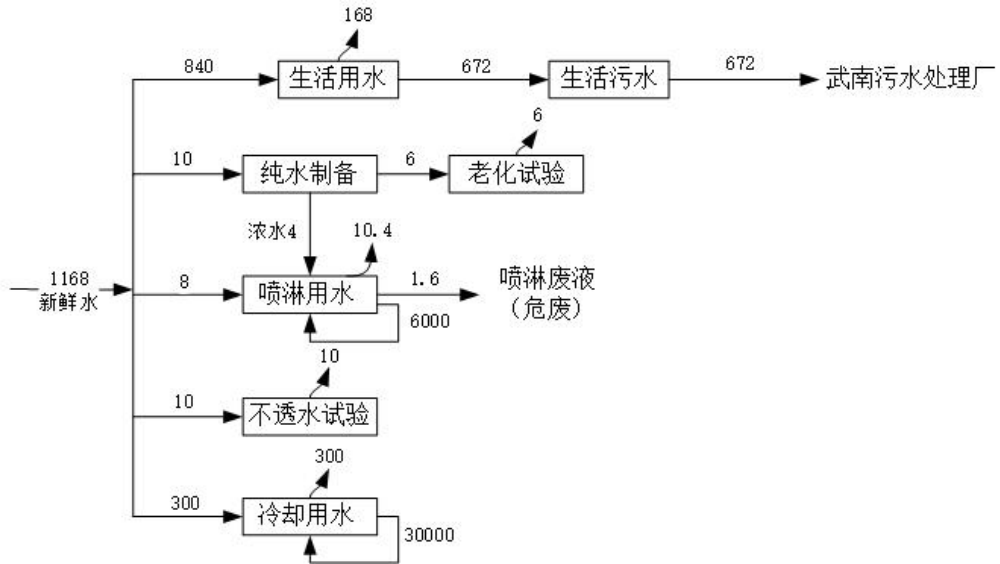 168
840
生活用水
672
生活污水
672
武南污水处理厂
6
10
纯水制备
6
老化试验
浓水4
10.4
1168
新鲜水
8
喷淋用水
1.6
喷淋废液
（危废）
6000
10
10
不透水试验
300
300
冷却用水
30000